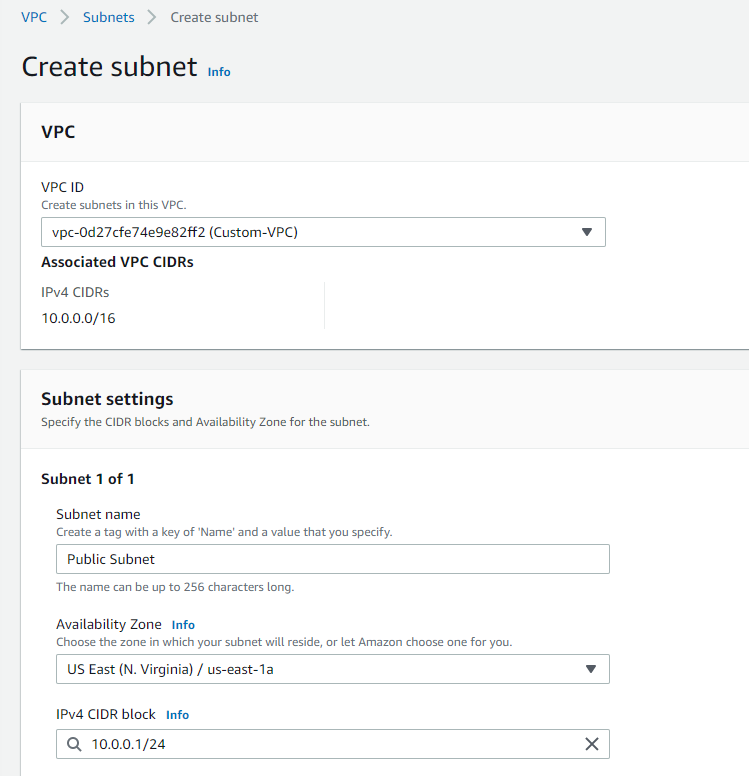 VPC > Subnets > Create subnet
Create subnet Info
VPC
VPC ID
Create subnets in this VPC.
vpc-0d27cfe74e9e82ff2 (Custom-VPC)
Associated VPC CIDRs
IPv4 CIDRs
10.0.0.0/16
Subnet settings
Specify the CIDR blocks and Availability Zone for the subnet.
Subnet 1 of 1
Subnet name
Create a tag with a key of 'Name' and a value that you specify.
Public Subnet
The name can be up to 256 characters long.
Availability Zone Info
Choose the zone in which your subnet will reside, or let Amazon choose one for you.
US East (N. Virginia) / us-east-1a
IPv4 CIDR block Info
10.0.0.1/24